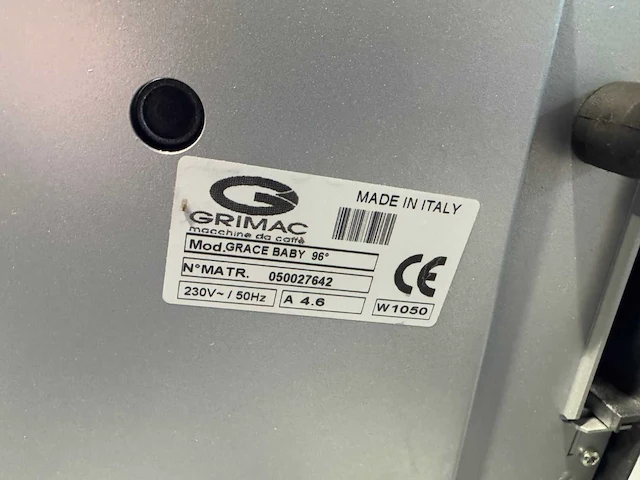 MADE IN ITALY
GRIMAC
macchine da caffè
Mod.GRACE BABY 96°
N°MATR. 050027642
CE
230V~ / 50Hz A 4.6 W1050